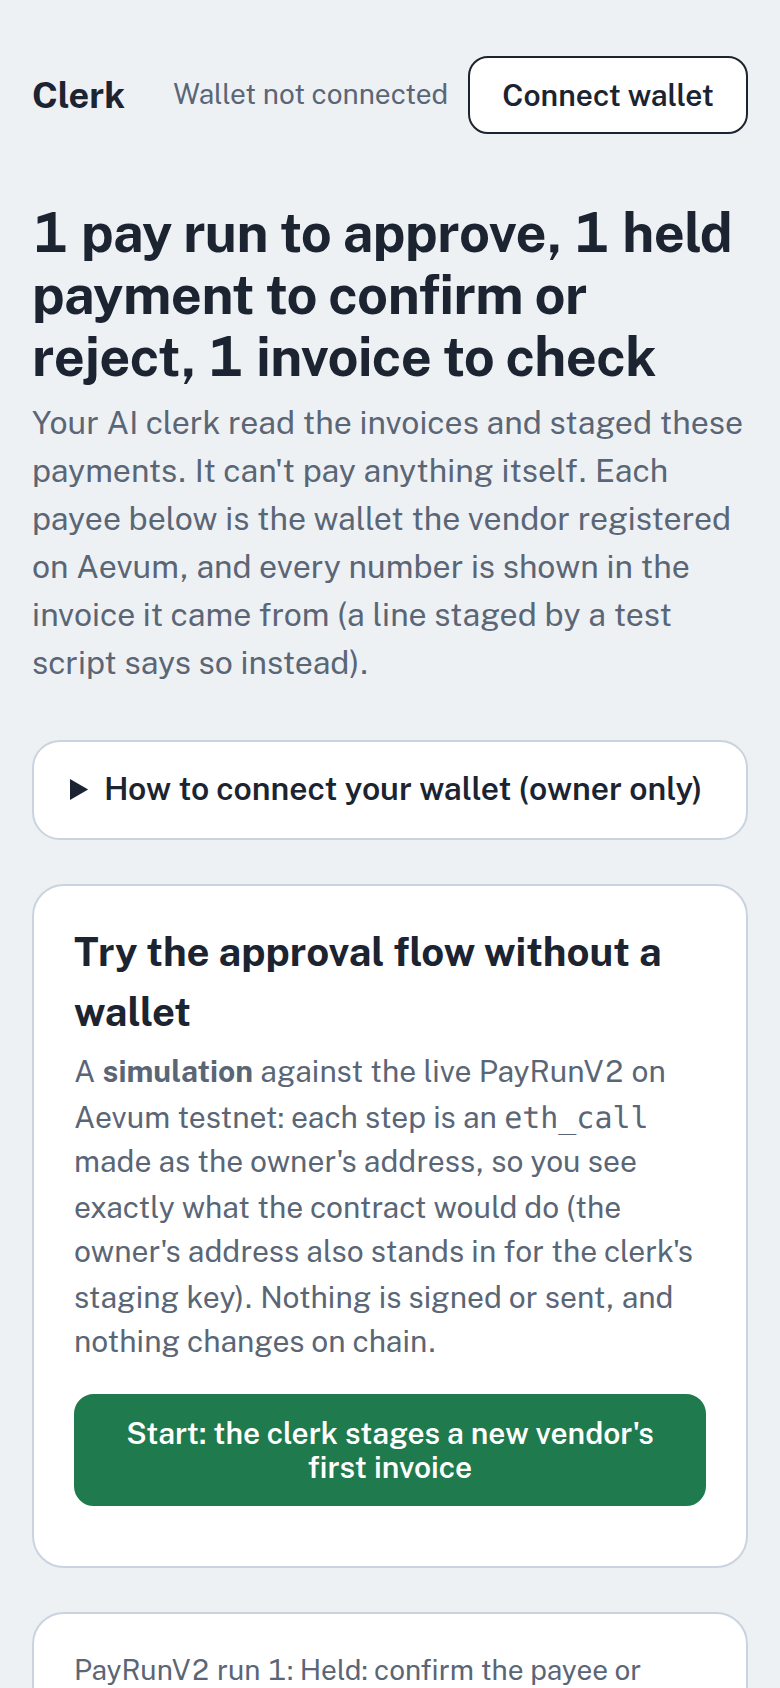 Clerk
Wallet not connected
Connect wallet
1 pay run to approve, 1 held
payment to confirm or
reject, 1 invoice to check
Your AI clerk read the invoices and staged these
payments. It can't pay anything itself. Each
payee below is the wallet the vendor registered
on Aevum, and every number is shown in the
invoice it came from (a line staged by a test
script says so instead).
How to connect your wallet (owner only)
Try the approval flow without a
wallet
A simulation against the live PayRunV2 on
Aevum testnet: each step is an eth_call
made as the owner's address, so you see
exactly what the contract would do (the
owner's address also stands in for the clerk's
staging key). Nothing is signed or sent, and
nothing changes on chain.
Start: the clerk stages a new vendor's
first invoice
PayRunV2 run 1: Held: confirm the payee or